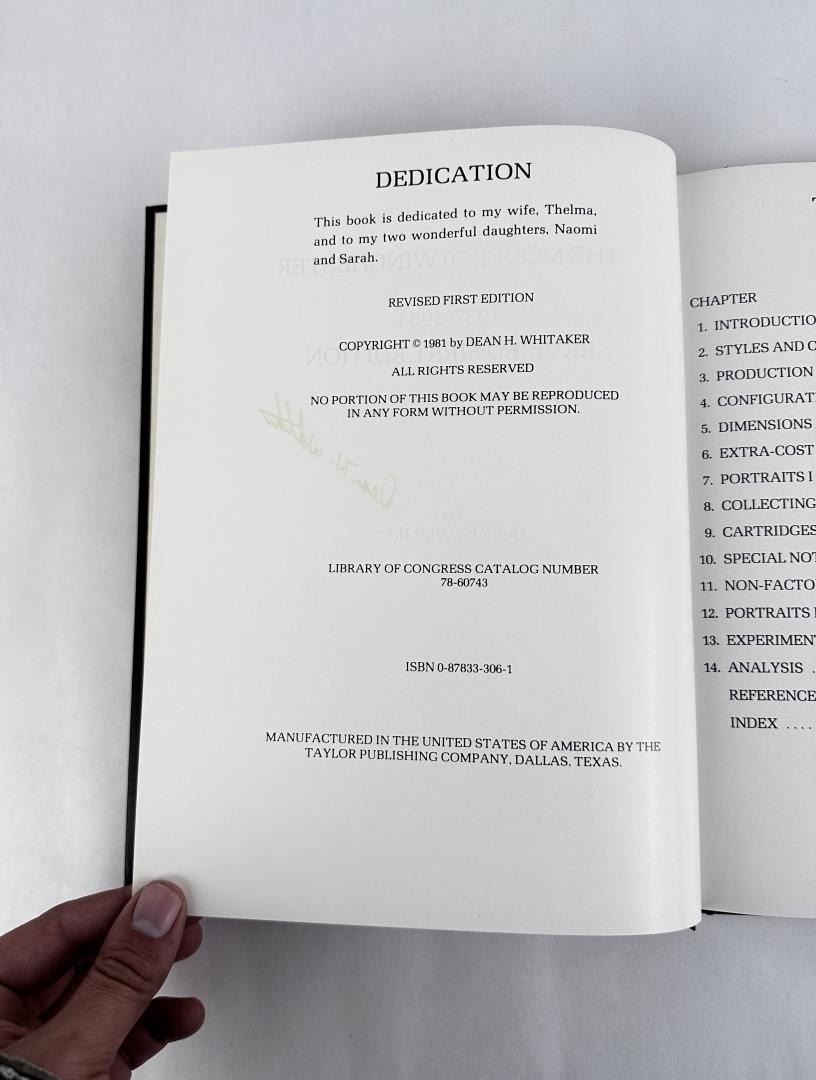 DEDICATION
This book is dedicated to my wife, Thelma,
and to my two wonderful daughters, Naomi
and Sarah.
REVISED FIRST EDITION
COPYRIGHT © 1981 by DEAN H. WHITAKER
ALL RIGHTS RESERVED
NO PORTION OF THIS BOOK MAY BE REPRODUCED
IN ANY FORM WITHOUT PERMISSION.
LIBRARY OF CONGRESS CATALOG NUMBER
78-60743
ISBN 0-87833-306-1
MANUFACTURED IN THE UNITED STATES OF AMERICA BY THE
TAYLOR PUBLISHING COMPANY, DALLAS, TEXAS.
CHAPTER
1. INTRODUCTIO
2. STYLES AND
3. PRODUCTION
4. CONFIGURAT
5. DIMENSIONS
6. EXTRA-COST
7. PORTRAITS I
8. COLLECTING
9. CARTRIDGES
10. SPECIAL NOT
11. NON-FACTO
12. PORTRAITS
13. EXPERIMEN
14. ANALYSIS .
REFERENCE
INDEX ....